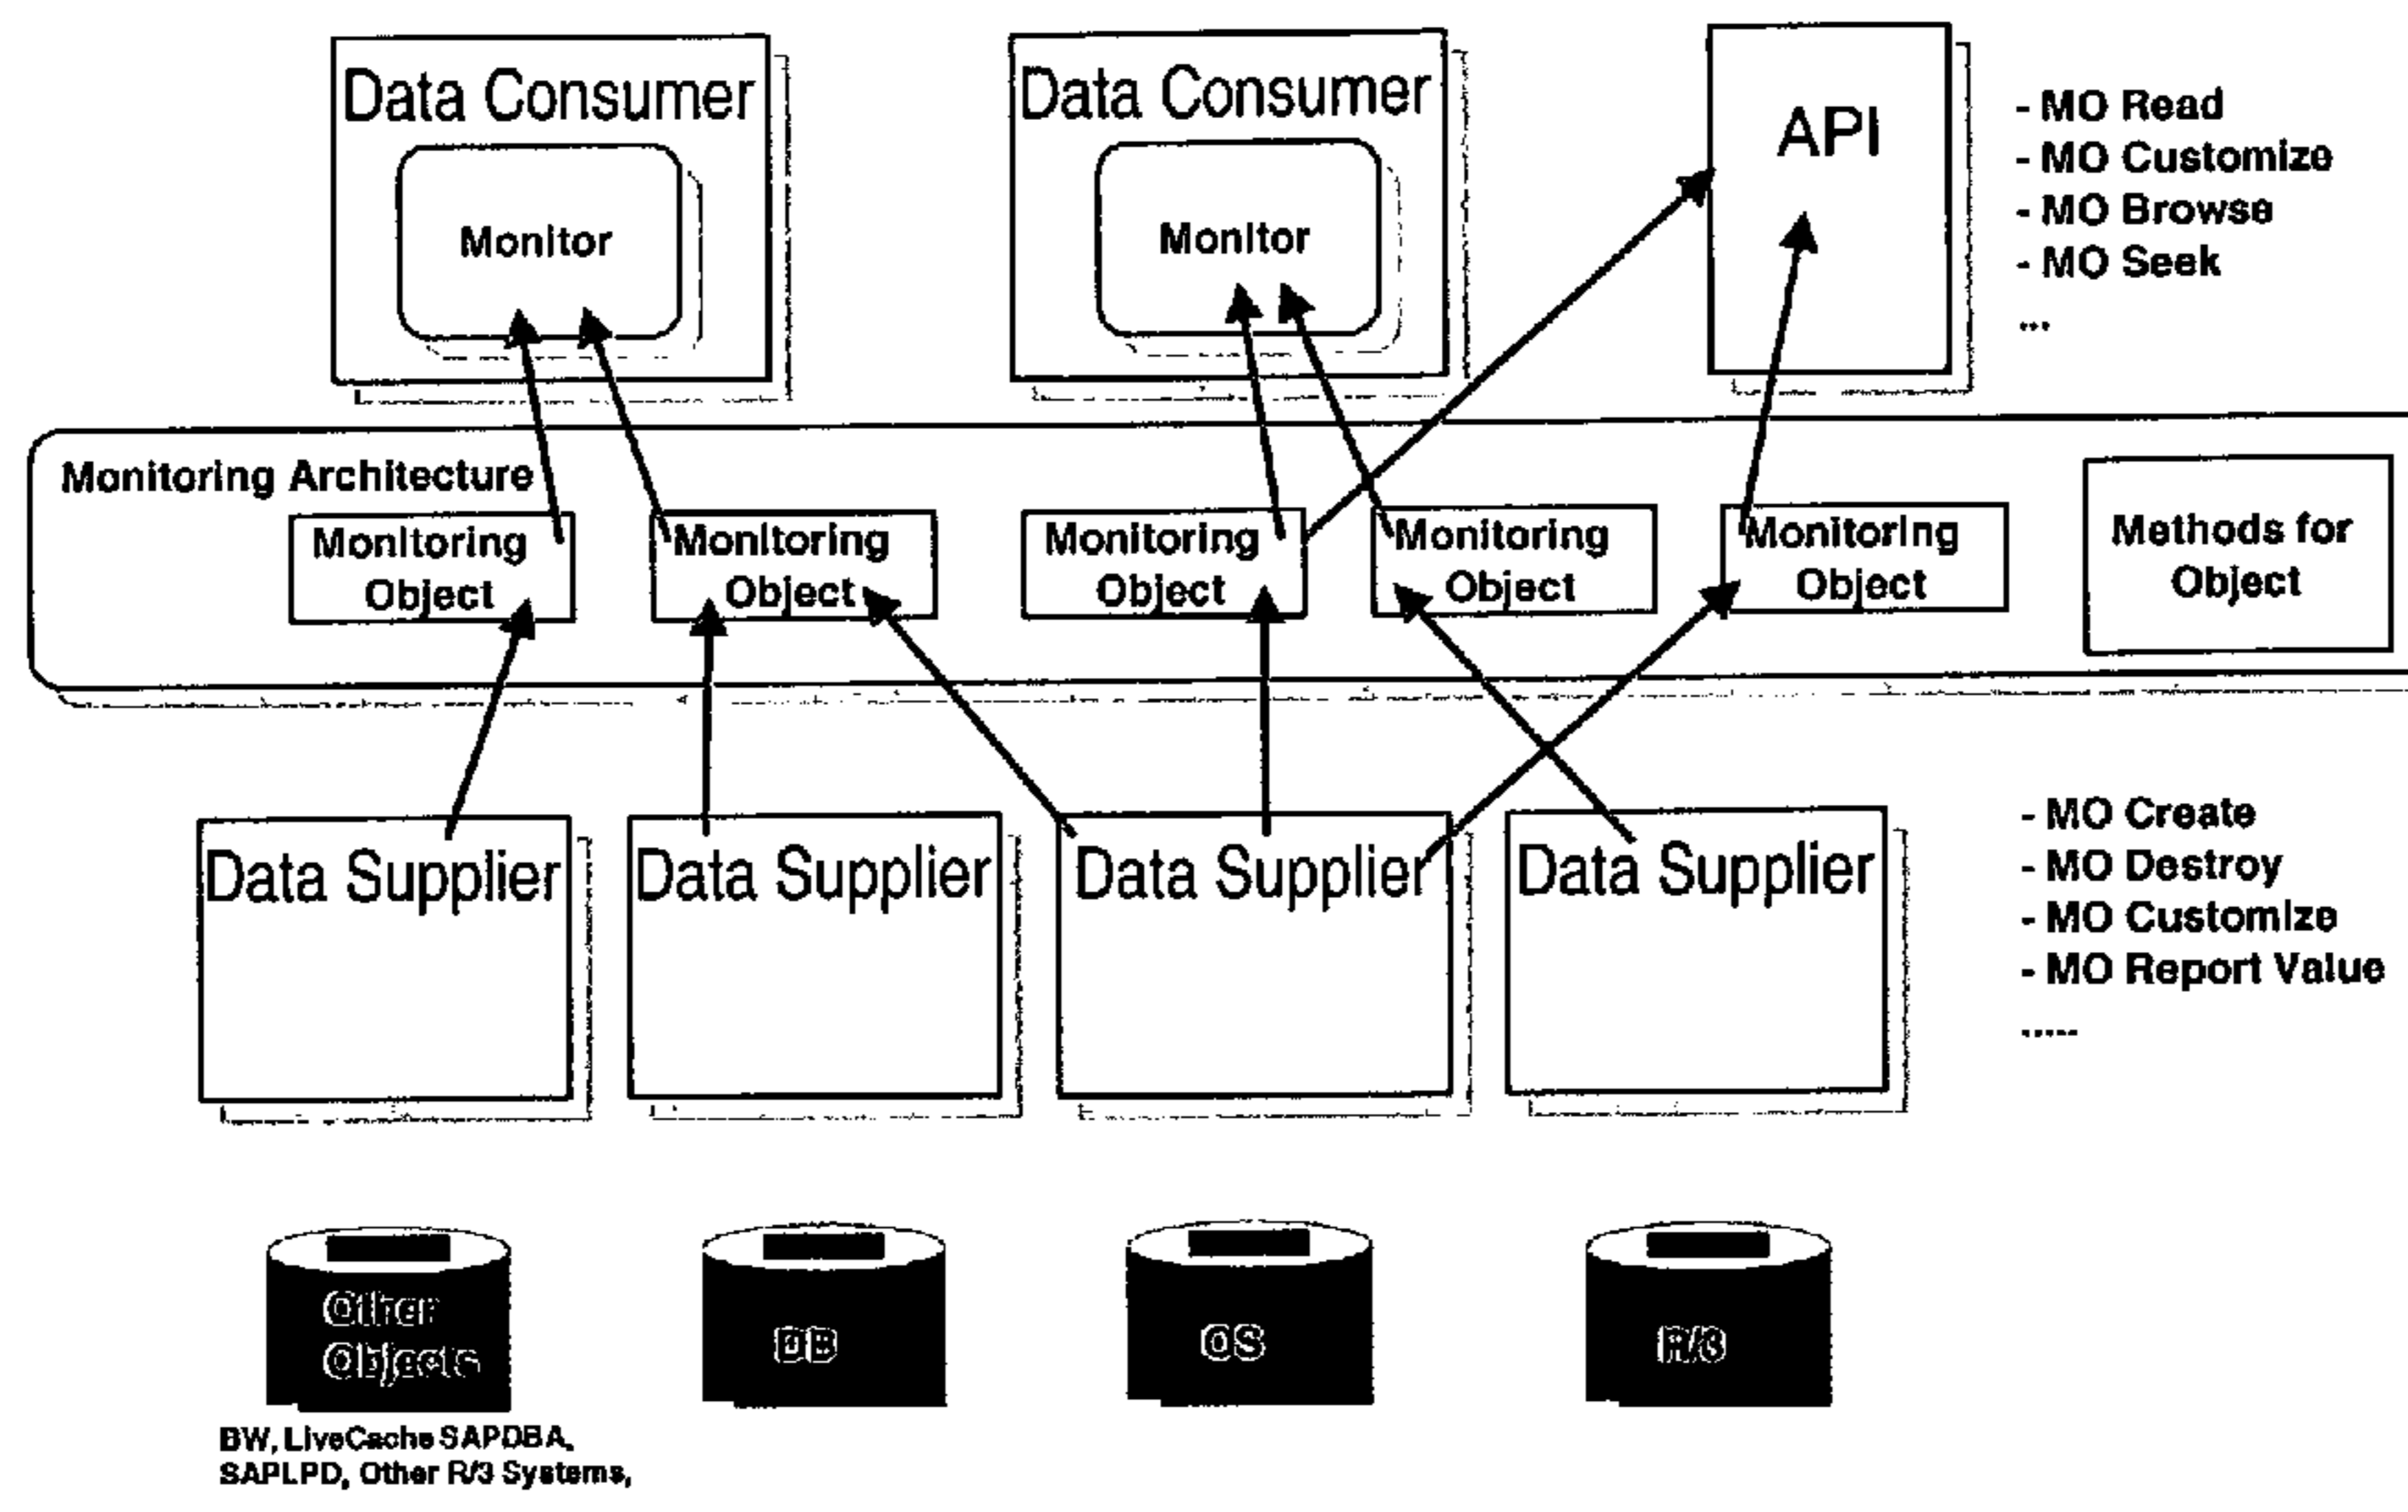 Data Consumer
Monitor
Data Consumer
Monitor
API
- MO Read
- MO Customize
- MO Browse
- MO Seek
...
Monitoring Architecture
Monitoring
Object
Monitoring
Object
Monitoring
Object
Monitoring
Object
Monitoring
Object
Methods for
Object
Data Supplier
Data Supplier
Data Supplier
Data Supplier
- MO Create
- MO Destroy
- MO Customize
- MO Report Value
.....
Other
Objects
DB
OS
R/3
BW, LiveCache SAPDBA,
SAPLPD, Other R/3 Systems,